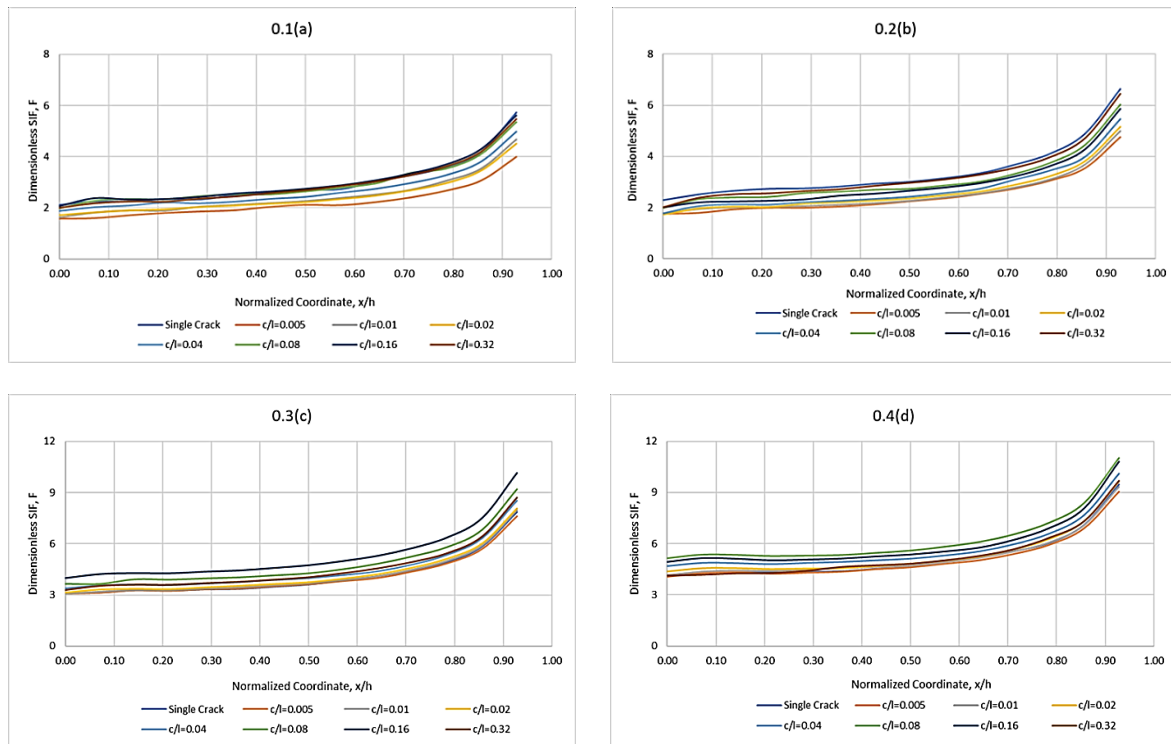 0.1(a)
8
6
4
2
0
Dimensionless SIF, F
0.00 0.10 0.20 0.30 0.40 0.50 0.60 0.70 0.80 0.90 1.00
Normalized Coordinate, x/h
Single Crack c/l=0.005 c/l=0.01 c/l=0.02
c/l=0.04 c/l=0.08 c/l=0.16 c/l=0.32
0.2(b)
8
6
4
2
0
Dimensionless SIF, F
0.00 0.10 0.20 0.30 0.40 0.50 0.60 0.70 0.80 0.90 1.00
Normalized Coordinate, x/h
Single Crack c/l=0.005 c/l=0.01 c/l=0.02
c/l=0.04 c/l=0.08 c/l=0.16 c/l=0.32
0.3(c)
12
9
6
3
0
Dimensionless SIF, F
0.00 0.10 0.20 0.30 0.40 0.50 0.60 0.70 0.80 0.90 1.00
Normalized Coordinate, x/h
Single Crack c/l=0.005 c/l=0.01 c/l=0.02
c/l=0.04 c/l=0.08 c/l=0.16 c/l=0.32
0.4(d)
12
9
6
3
0
Dimensionless SIF, F
0.00 0.10 0.20 0.30 0.40 0.50 0.60 0.70 0.80 0.90 1.00
Normalized Coordinate, x/h
Single Crack c/l=0.005 c/l=0.01 c/l=0.02
c/l=0.04 c/l=0.08 c/l=0.16 c/l=0.32